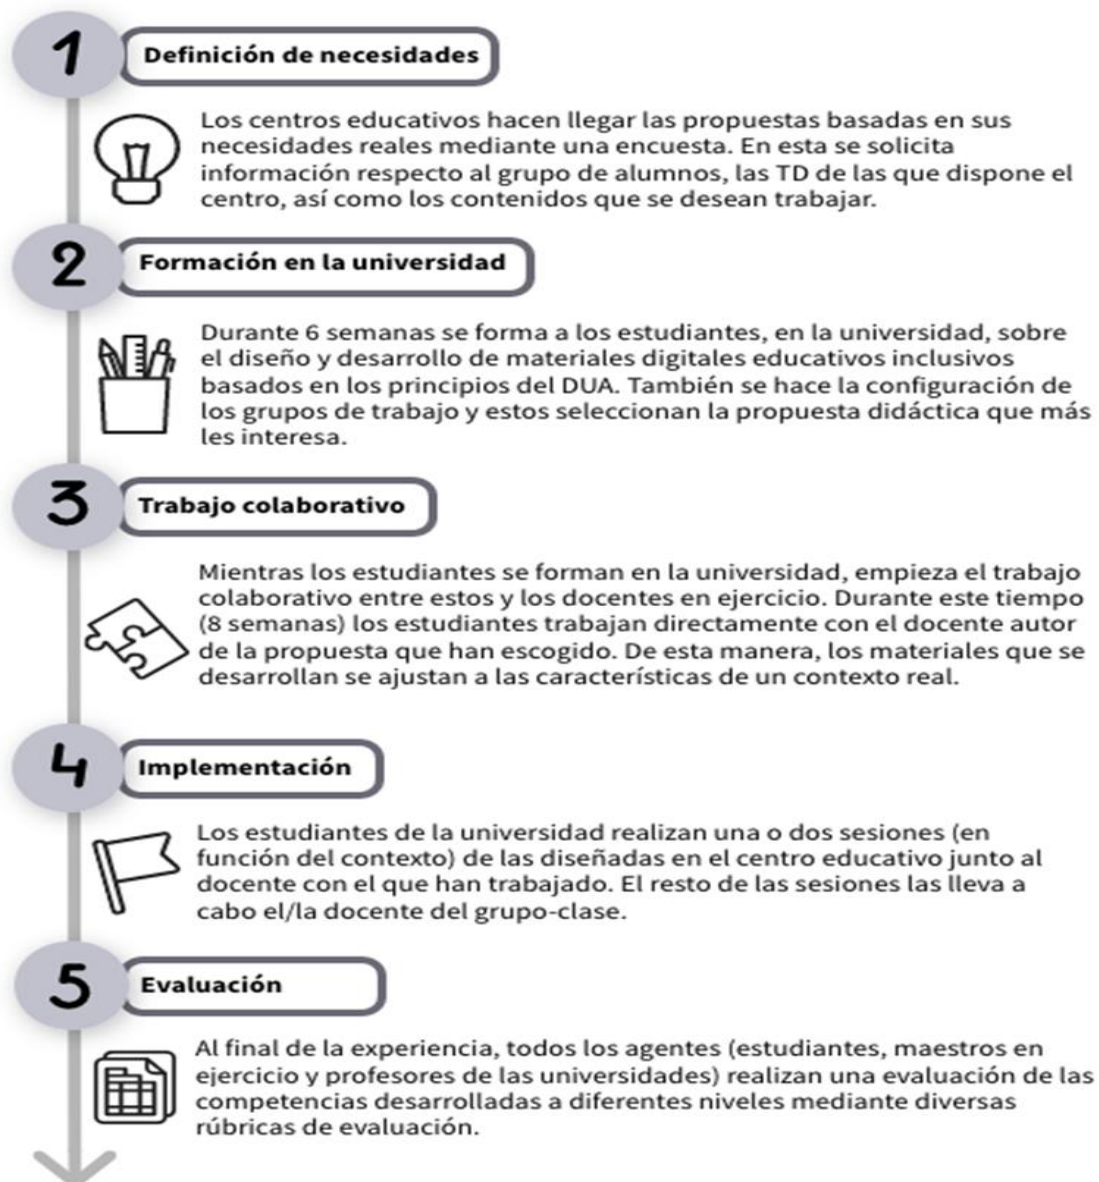 1
Definición de necesidades
Los centros educativos hacen llegar las propuestas basadas en sus
necesidades reales mediante una encuesta. En esta se solicita
información respecto al grupo de alumnos, las TD de las que dispone el
centro, así como los contenidos que se desean trabajar.
2
Formación en la universidad
Durante 6 semanas se forma a los estudiantes, en la universidad, sobre
el diseño y desarrollo de materiales digitales educativos inclusivos
basados en los principios del DUA. También se hace la configuración de
los grupos de trabajo y estos seleccionan la propuesta didáctica que más
les interesa.
3
Trabajo colaborativo
Mientras los estudiantes se forman en la universidad, empieza el trabajo
colaborativo entre estos y los docentes en ejercicio. Durante este tiempo
(8 semanas) los estudiantes trabajan directamente con el docente autor
de la propuesta que han escogido. De esta manera, los materiales que se
desarrollan se ajustan a las características de un contexto real.
4
Implementación
Los estudiantes de la universidad realizan una o dos sesiones (en
función del contexto) de las diseñadas en el centro educativo junto al
docente con el que han trabajado. El resto de las sesiones las lleva a
cabo el/la docente del grupo-clase.
5
Evaluación
Al final de la experiencia, todos los agentes (estudiantes, maestros en
ejercicio y profesores de las universidades) realizan una evaluación de las
competencias desarrolladas a diferentes niveles mediante diversas
rúbricas de evaluación.